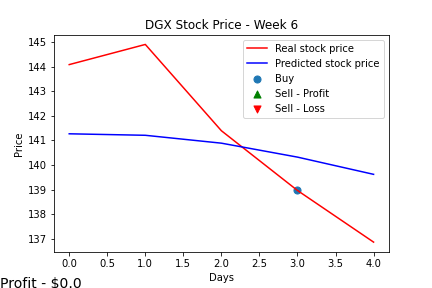 DGX Stock Price - Week 6
Real stock price
Predicted stock price
Buy
Sell - Profit
Sell - Loss
Price
145
144
143
142
141
140
139
138
137
0.0 0.5 1.0 1.5 2.0 2.5 3.0 3.5 4.0
Days
Profit - $0.0